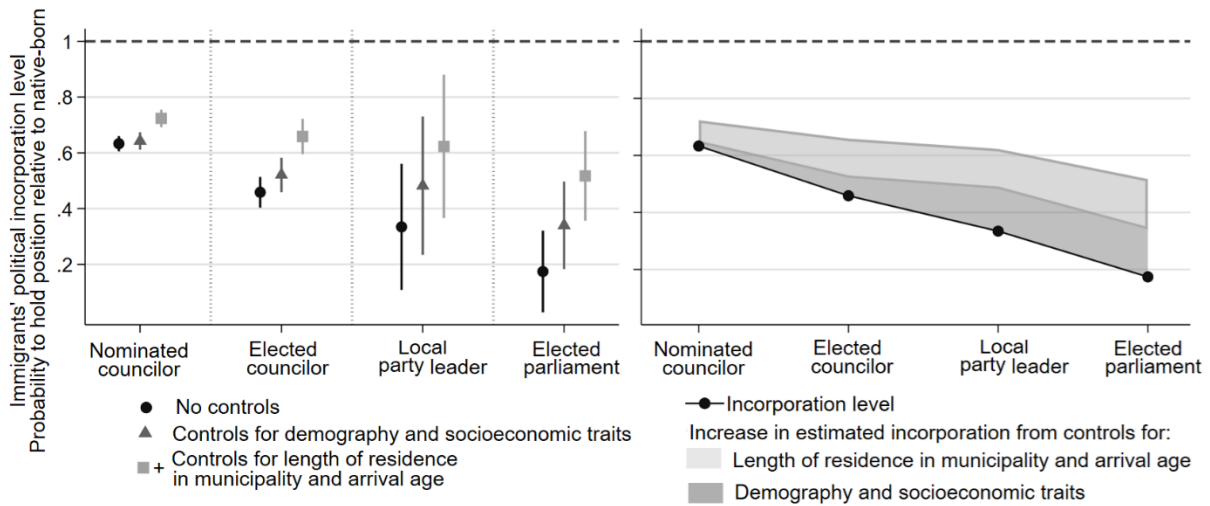 Immigrants' political incorporation level
Probability to hold position relative to native-born
1
.8
.6
.4
.2
Nominated
councilor
Elected
councilor
Local
party leader
Elected
parliament
No controls
Controls for demography and socioeconomic traits
+ Controls for length of residence
in municipality and arrival age
Nominated
councilor
Elected
councilor
Local
party leader
Elected
parliament
Incorporation level
Increase in estimated incorporation from controls for:
Length of residence in municipality and arrival age
Demography and socioeconomic traits